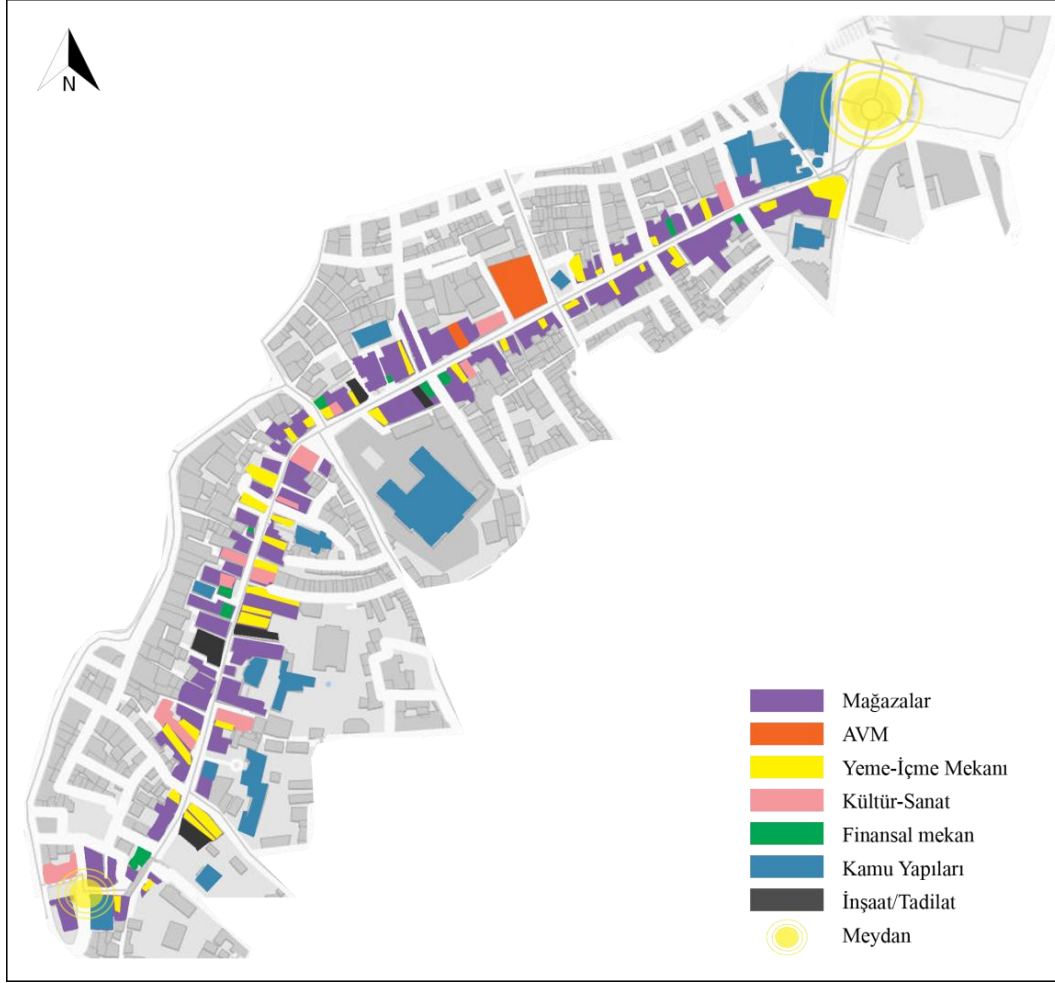 N
Mağazalar
AVM
Yeme-İçme Mekanı
Kültür-Sanat
Finansal mekan
Kamu Yapıları
İnşaat/Tadilat
Meydan